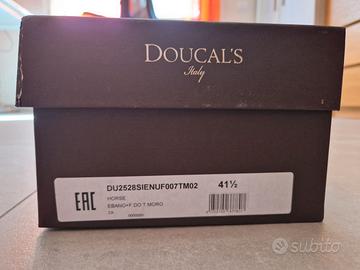 DOUCAL'S
Italy
EAC
DU2528SIENUF007TM02 41½
HORSE
EBANO+F.DO T.MORO
subito